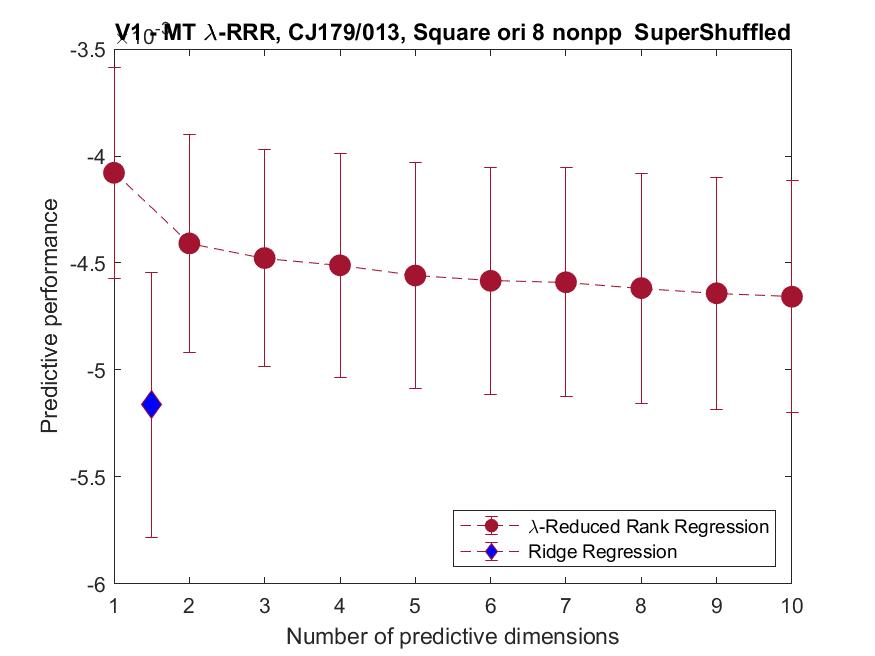 V1 - MT λ-RRR, CJ179/013, Square ori 8 nonpp SuperShuffled
×10⁻³
-3.5
-4
-4.5
-5
-5.5
-6
Predictive performance
λ-Reduced Rank Regression
Ridge Regression
1 2 3 4 5 6 7 8 9 10
Number of predictive dimensions